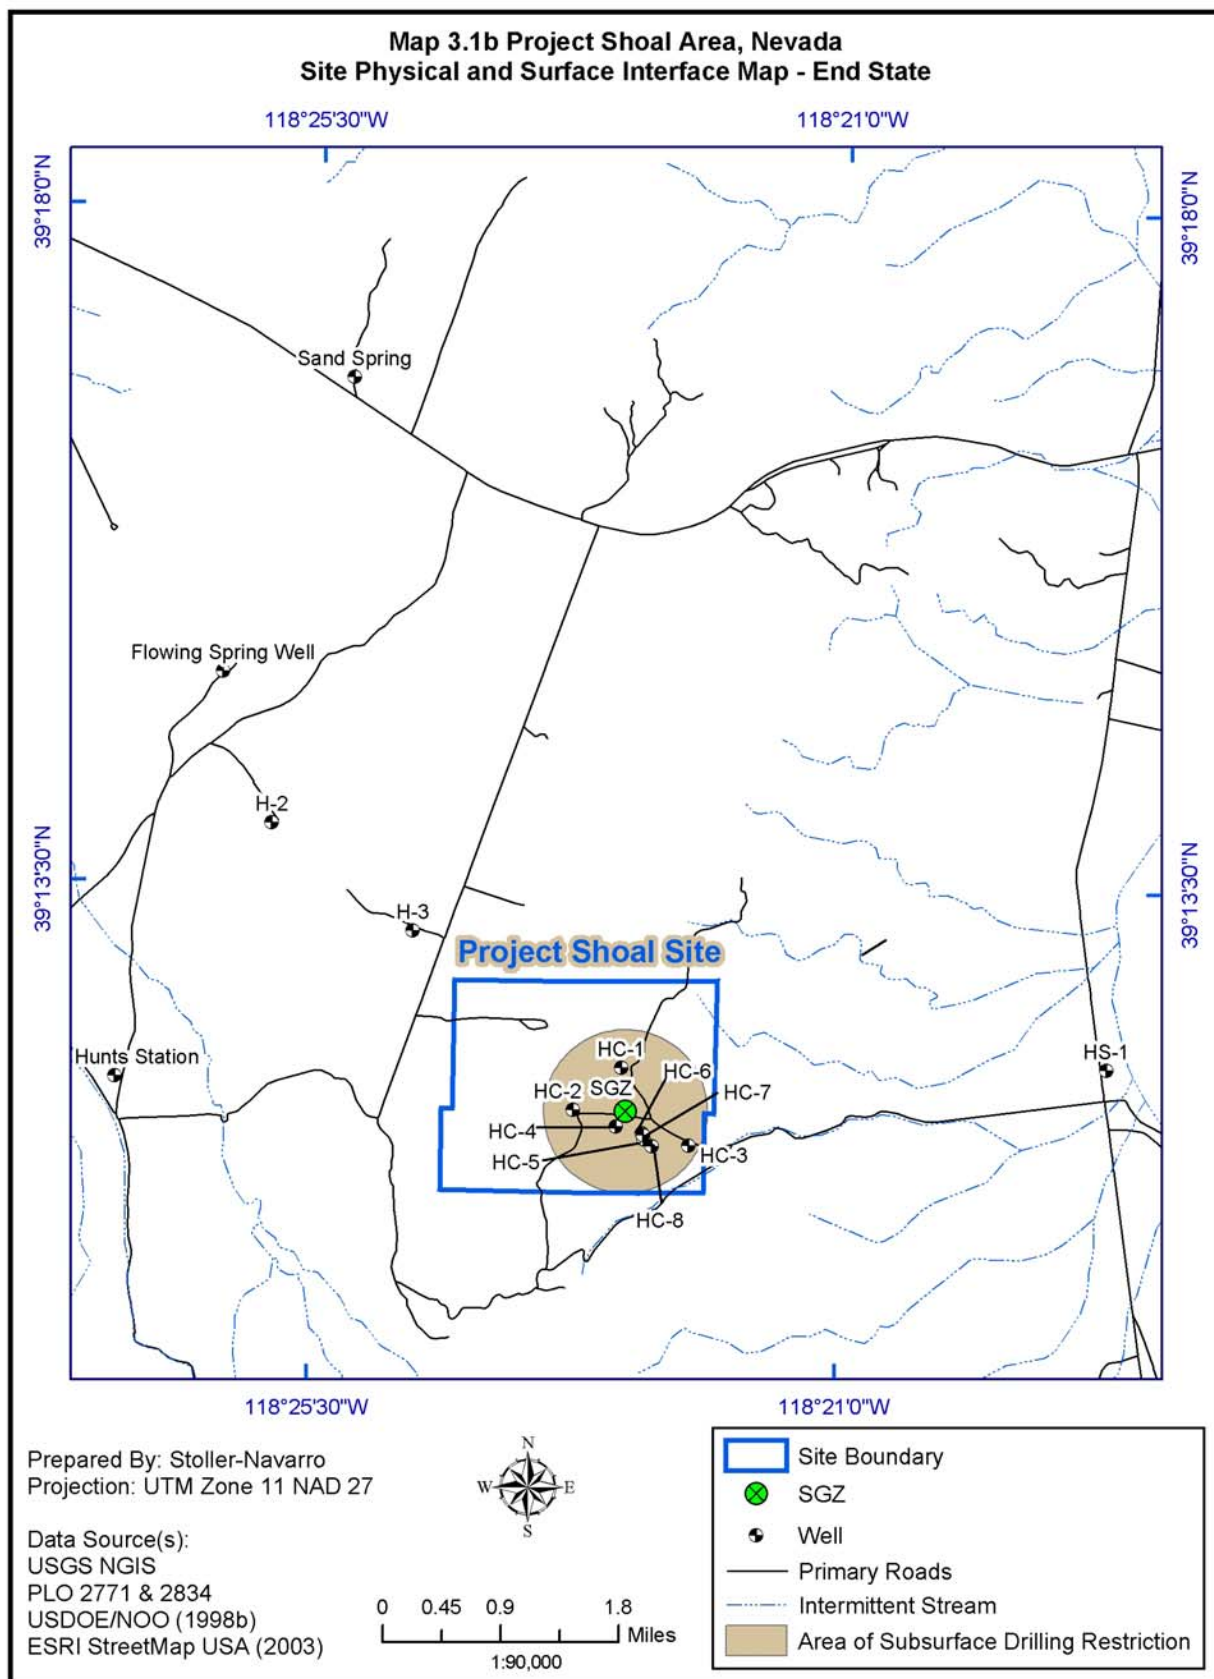 Map 3.1b Project Shoal Area, Nevada
Site Physical and Surface Interface Map - End State
118°25'30"W
118°21'0"W
39°18'0"N
39°18'0"N
Sand Spring
Flowing Spring Well
H-2
39°13'30"N
39°13'30"N
H-3
Project Shoal Site
Hunts Station
HC-1
HC-6
HS-1
HC-2
SGZ
HC-7
HC-4
HC-5
HC-3
HC-8
118°25'30"W
118°21'0"W
Prepared By: Stoller-Navarro
Projection: UTM Zone 11 NAD 27
Data Source(s):
USGS NGIS
PLO 2771 & 2834
USDOE/NOO (1998b)
ESRI StreetMap USA (2003)
N
W
E
S
0 0.45 0.9 1.8
Miles
1:90,000
Site Boundary
SGZ
Well
Primary Roads
Intermittent Stream
Area of Subsurface Drilling Restriction